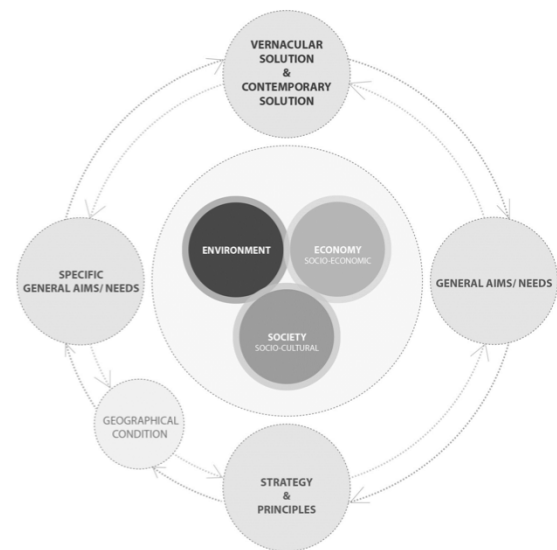 VERNACULAR
SOLUTION
&
CONTEMPORARY
SOLUTION
ENVIRONMENT
ECONOMY
SOCIO-ECONOMIC
SPECIFIC
GENERAL AIMS/ NEEDS
GENERAL AIMS/ NEEDS
SOCIETY
SOCIO-CULTURAL
GEOGRAPHICAL
CONDITION
STRATEGY
&
PRINCIPLES